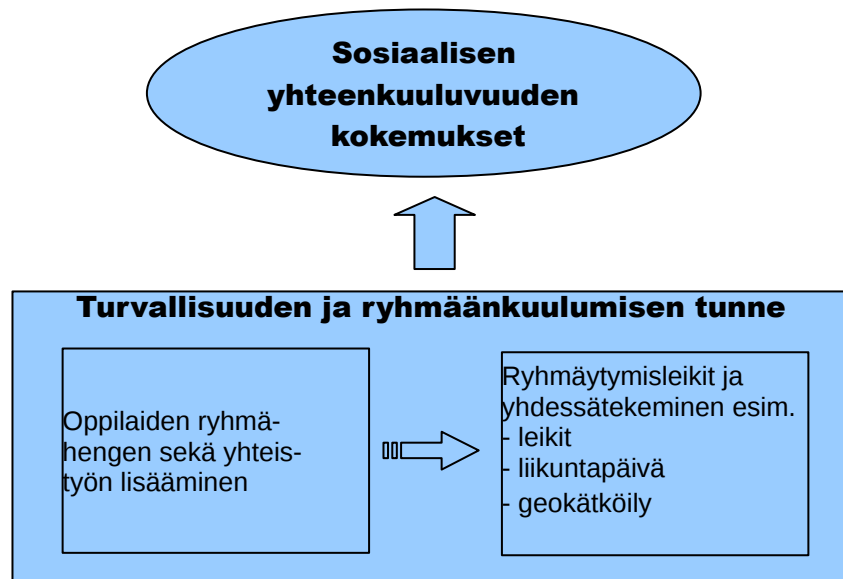 Sosiaalisen
yhteenkuuluvuuden
kokemukset
Turvallisuuden ja ryhmäänkuulumisen tunne
Oppilaiden ryhmä-
hengen sekä yhteis-
työn lisääminen
Ryhmäytymisleikit ja
yhdessätekeminen esim.
- leikit
- liikuntapäivä
- geokätköily